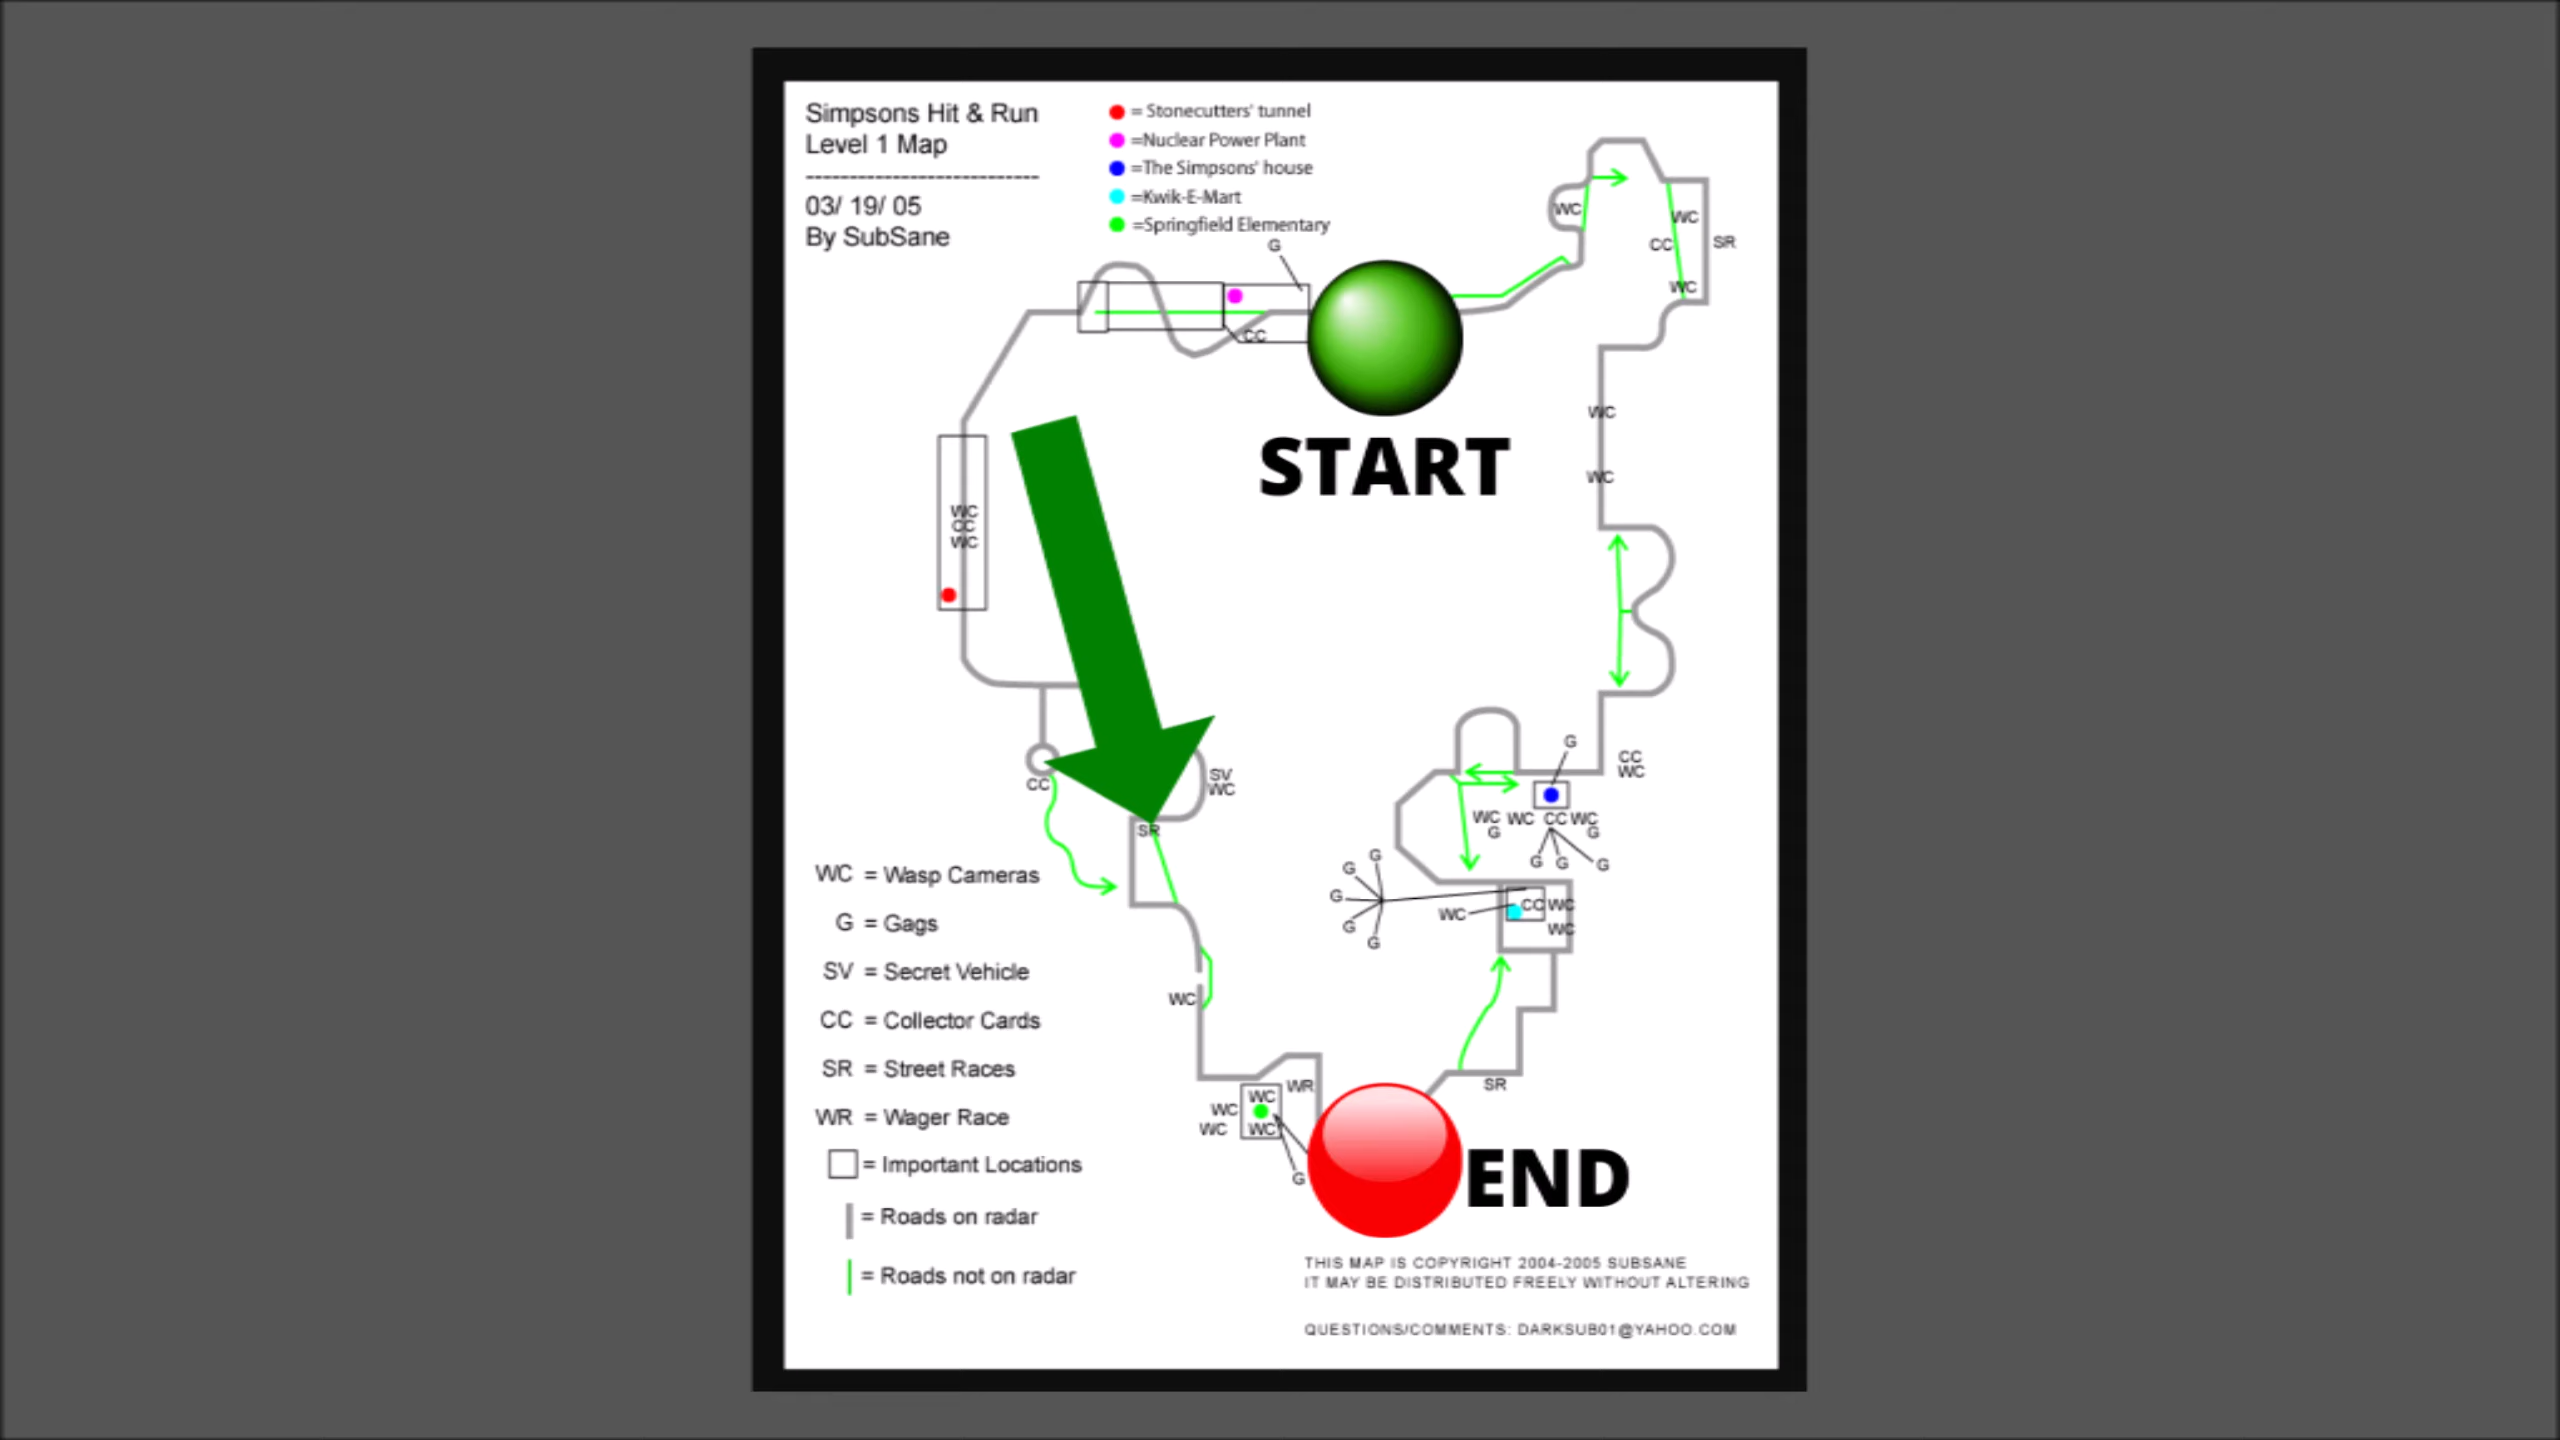 Simpsons Hit & Run
Level 1 Map
---------------------------
03/ 19/ 05
By SubSane
= Stonecutters' tunnel
=Nuclear Power Plant
=The Simpsons' house
=Kwik-E-Mart
=Springfield Elementary
G
WC
WC
CC
SR
WC
CC
START
WC
WC
WC
CC
WC
G
CC
WC
SV
WC
CC
SR
WC
WC
CC
WC
G
G
G
G
G
G
G
G
G
G
WC
CC
WC
WC
WC
WR
SR
WC
WC
WC
WC
G
END
WC = Wasp Cameras
G = Gags
SV = Secret Vehicle
CC = Collector Cards
SR = Street Races
WR = Wager Race
= Important Locations
= Roads on radar
= Roads not on radar
THIS MAP IS COPYRIGHT 2004-2005 SUBSANE
IT MAY BE DISTRIBUTED FREELY WITHOUT ALTERING
QUESTIONS/COMMENTS: DARKSUB01@YAHOO.COM